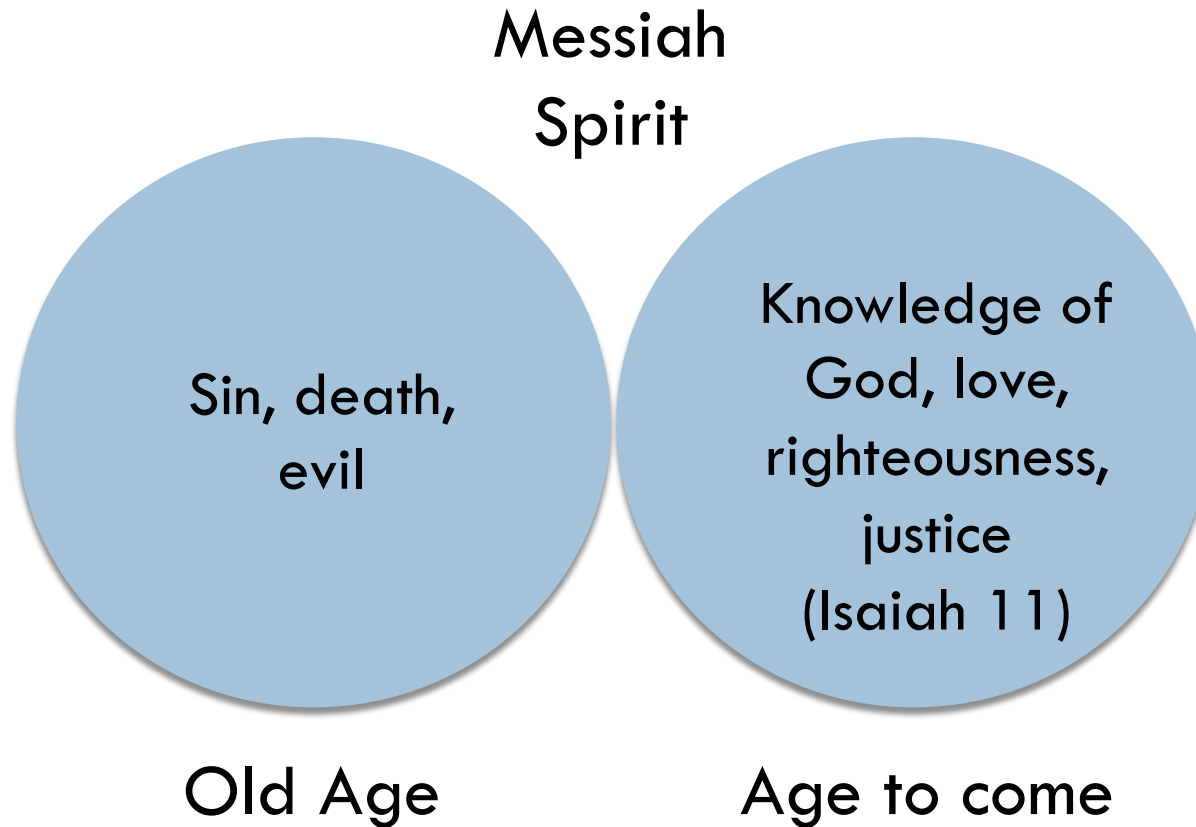 Messiah
Spirit
Sin, death,
evil
Knowledge of
God, love,
righteousness,
justice
(Isaiah 11)
Old Age
Age to come